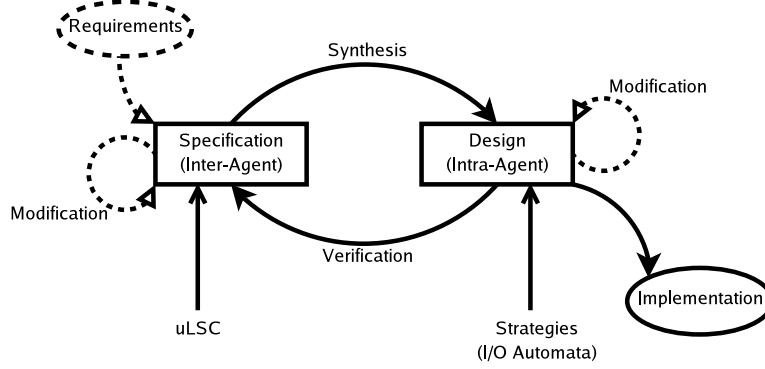 Requirements
Synthesis
Modification
Specification
(Inter-Agent)
Design
(Intra-Agent)
Modification
Verification
Implementation
uLSC
Strategies
(I/O Automata)